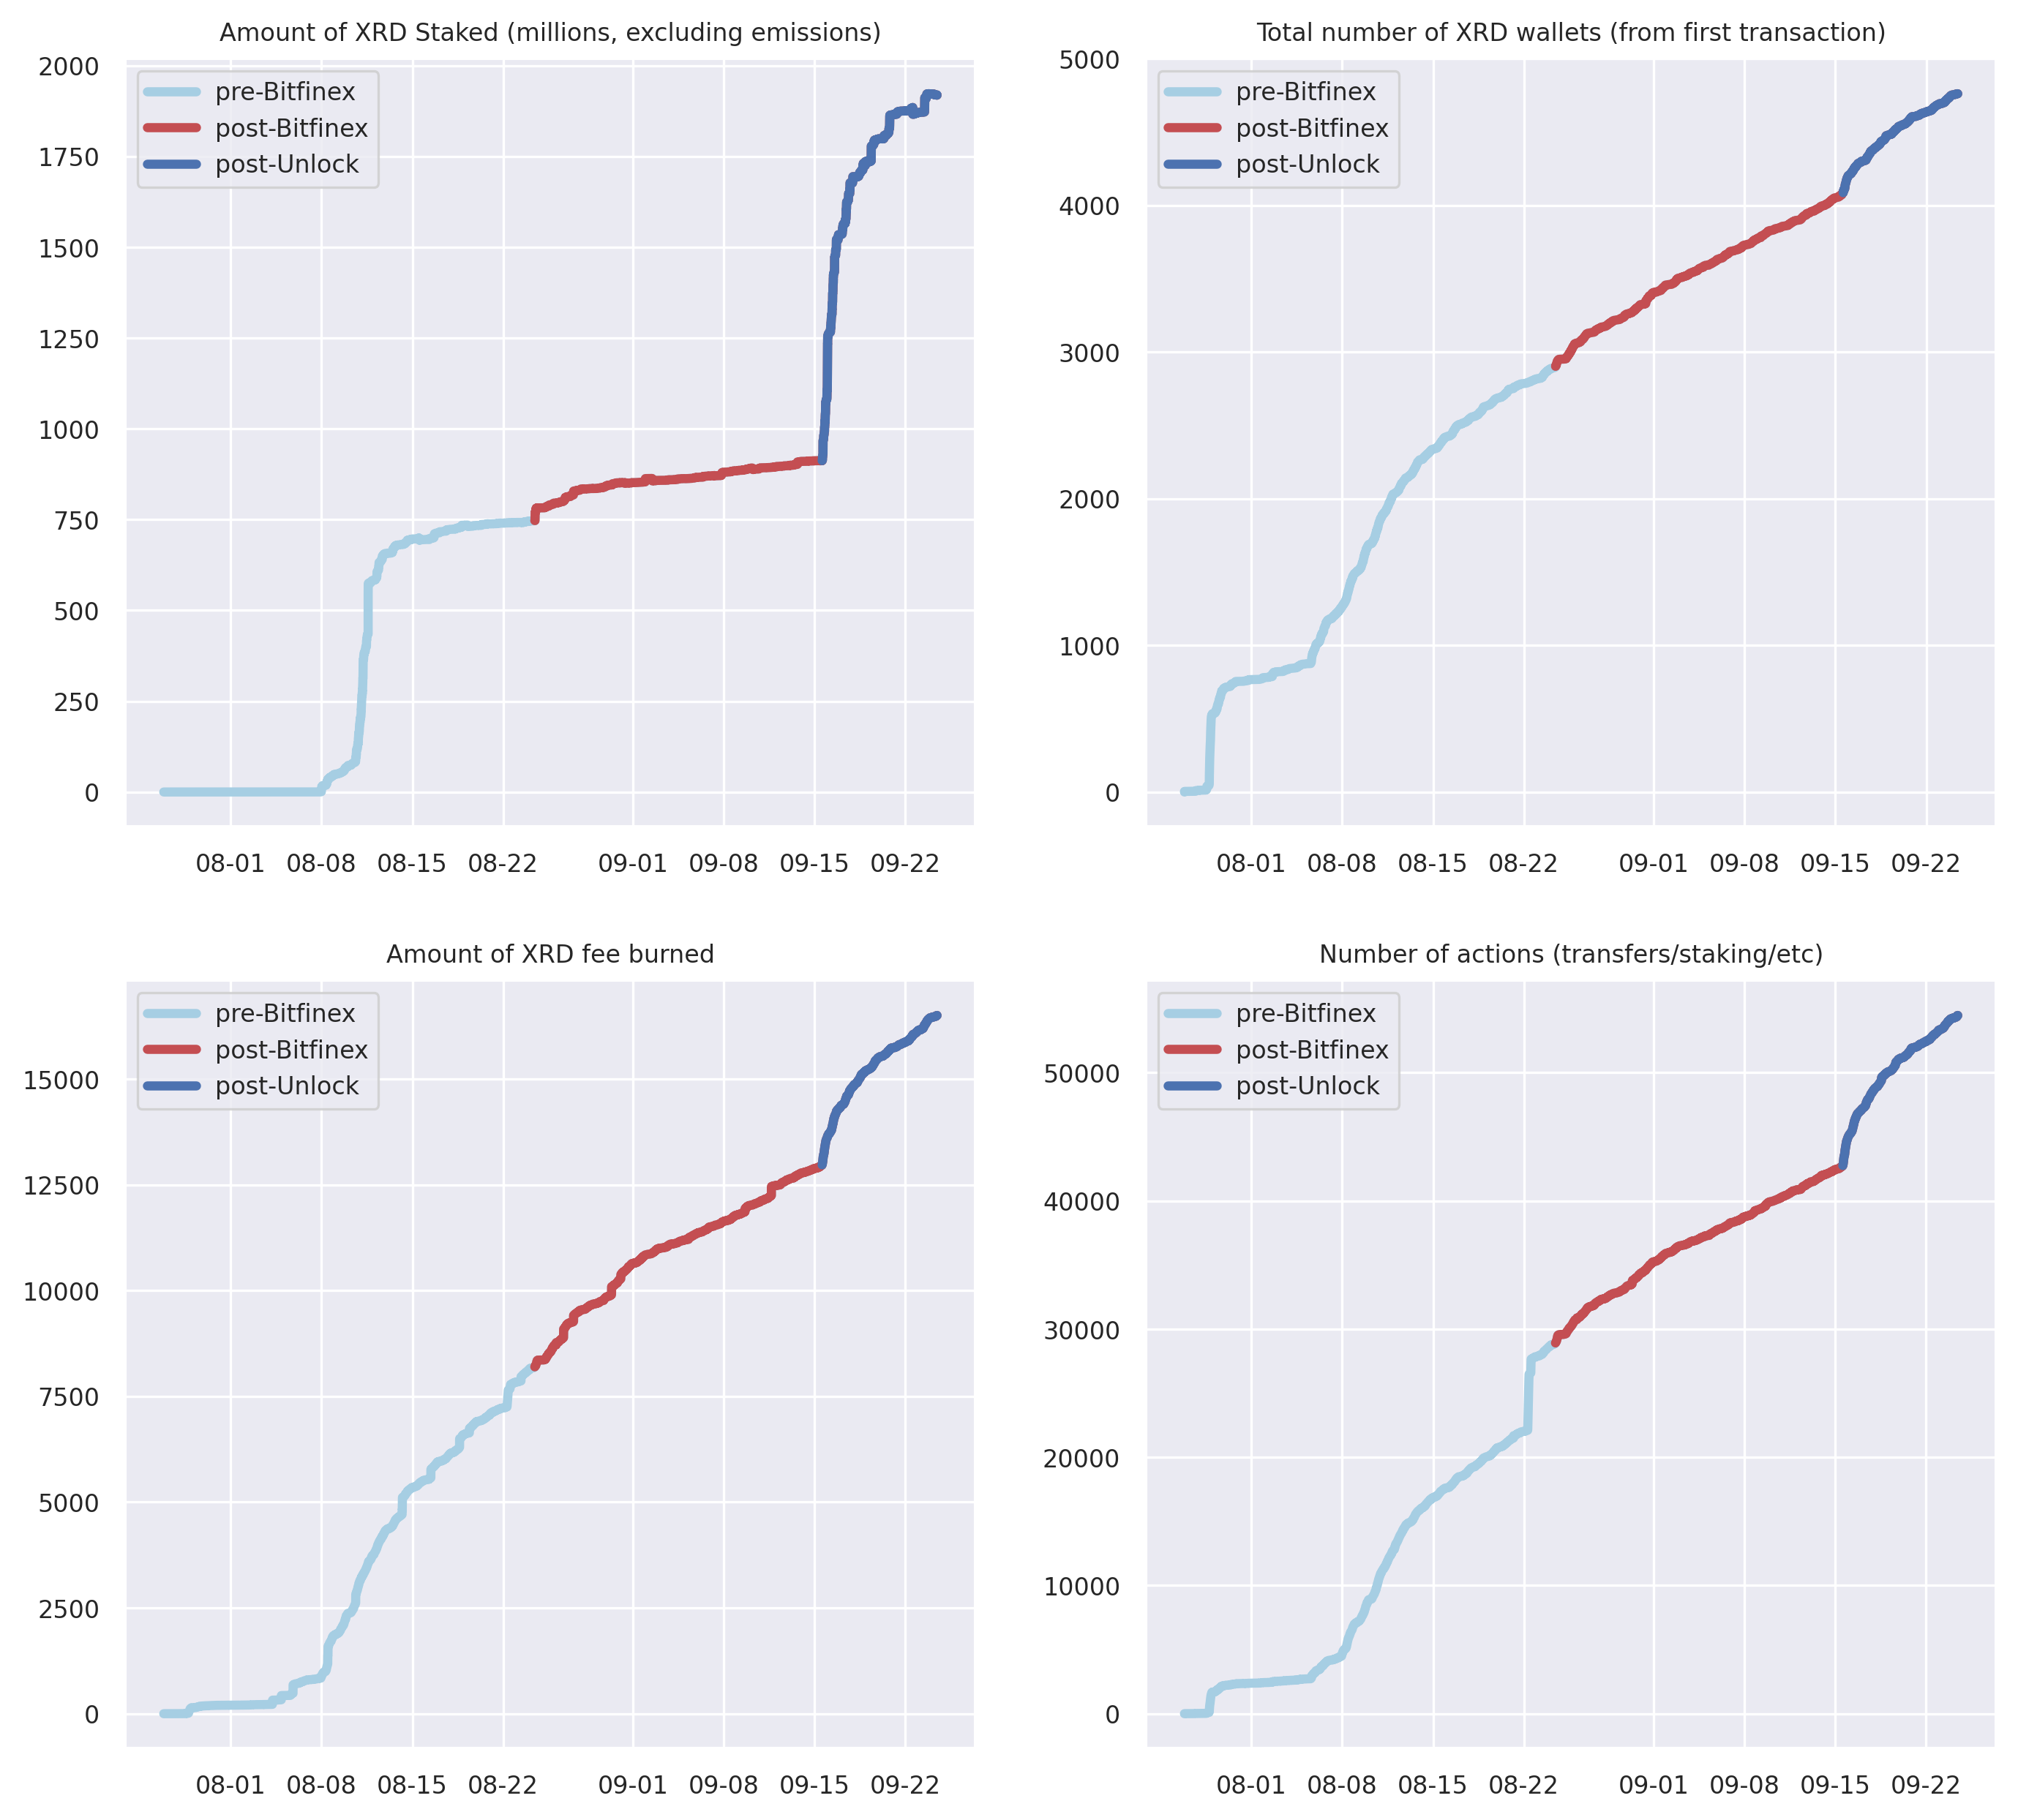 Amount of XRD Staked (millions, excluding emissions)
2000
1750
1500
1250
1000
750
500
250
0
pre-Bitfinex
post-Bitfinex
post-Unlock
08-01 08-08 08-15 08-22 09-01 09-08 09-15 09-22
Total number of XRD wallets (from first transaction)
5000
4000
3000
2000
1000
0
pre-Bitfinex
post-Bitfinex
post-Unlock
08-01 08-08 08-15 08-22 09-01 09-08 09-15 09-22
Amount of XRD fee burned
15000
12500
10000
7500
5000
2500
0
pre-Bitfinex
post-Bitfinex
post-Unlock
08-01 08-08 08-15 08-22 09-01 09-08 09-15 09-22
Number of actions (transfers/staking/etc)
50000
40000
30000
20000
10000
0
pre-Bitfinex
post-Bitfinex
post-Unlock
08-01 08-08 08-15 08-22 09-01 09-08 09-15 09-22